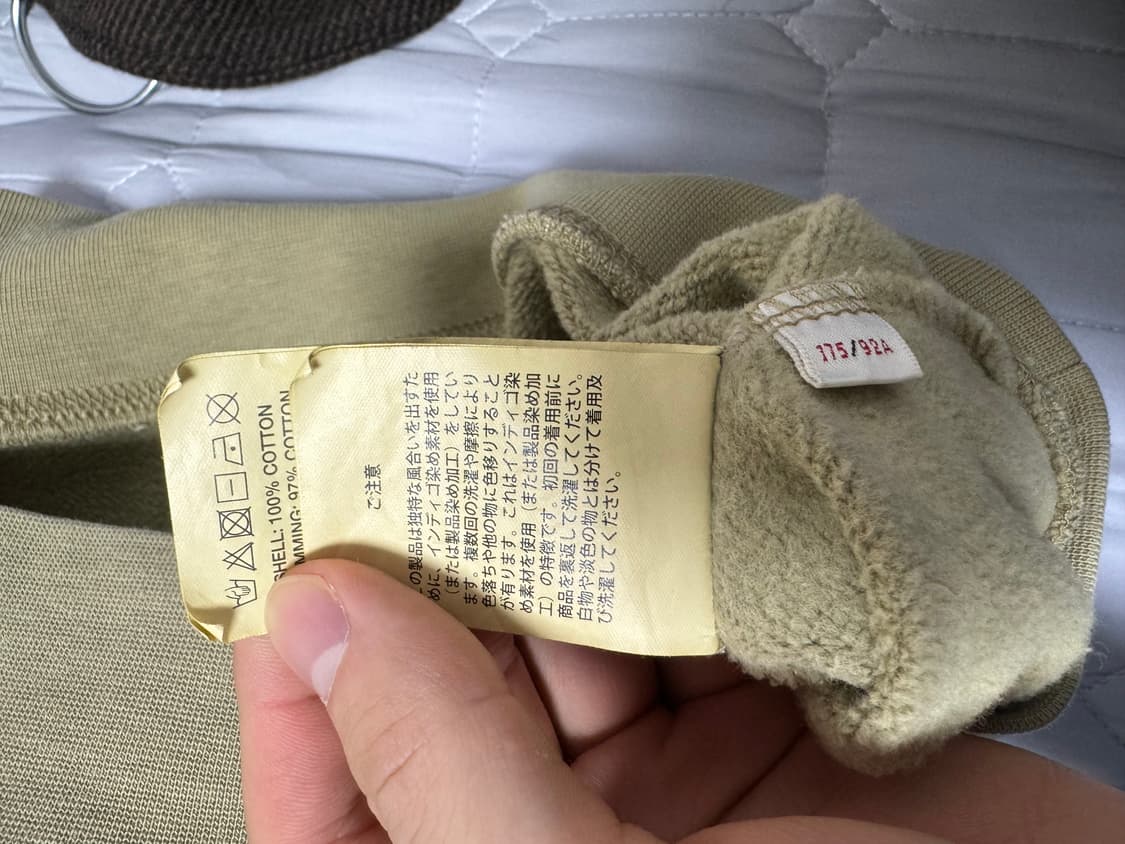 SHELL: 100% COTTON
MMING: 97% COTTON
ご注意
の製品は独特な風合いを出すた
めに、インディゴ染め素材を使用
（または製品染め加工）をしてい
ます。複数回の洗濯や摩擦により
色落ちや他の物に色移りすること
が有ります。これはインディゴ染
め素材を使用（または製品染め加
工）の特徴です。初回の着用前に
商品を裏返して洗濯してください。
白物や淡色の物とは分けて着用及
び洗濯してください。
175/92A